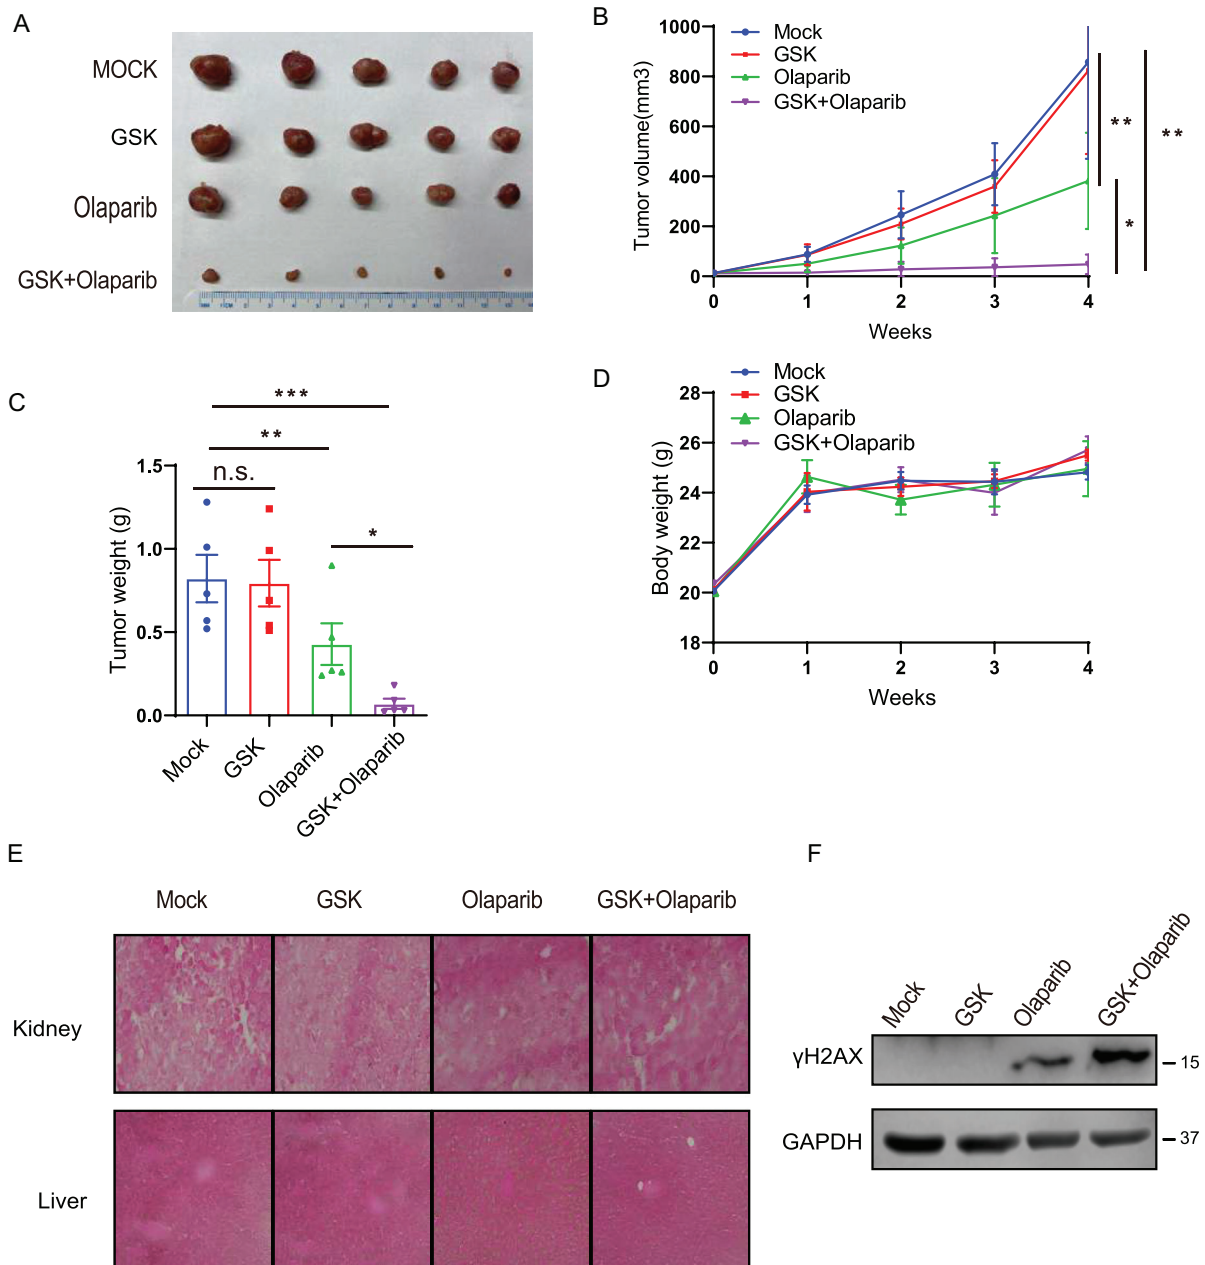 A
MOCK
GSK
Olaparib
GSK+Olaparib
B
Mock
GSK
Olaparib
GSK+Olaparib
Tumor volume(mm3)
1000
800
600
400
200
0
0 1 2 3 4
Weeks
**
**
*
C
***
**
n.s.
*
Tumor weight (g)
1.5
1.0
0.5
0.0
Mock
GSK
Olaparib
GSK+Olaparib
D
Mock
GSK
Olaparib
GSK+Olaparib
Body weight (g)
28
26
24
22
20
18
0 1 2 3 4
Weeks
E
Mock GSK Olaparib GSK+Olaparib
Kidney
Liver
F
Mock GSK Olaparib GSK+Olaparib
γH2AX
15
GAPDH
37